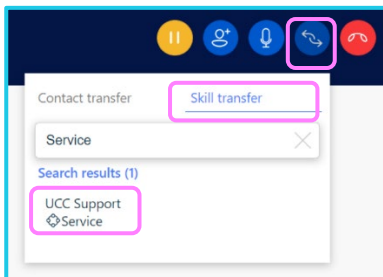 Contact transfer
Skill transfer
Service
Search results (1)
UCC Support
Service